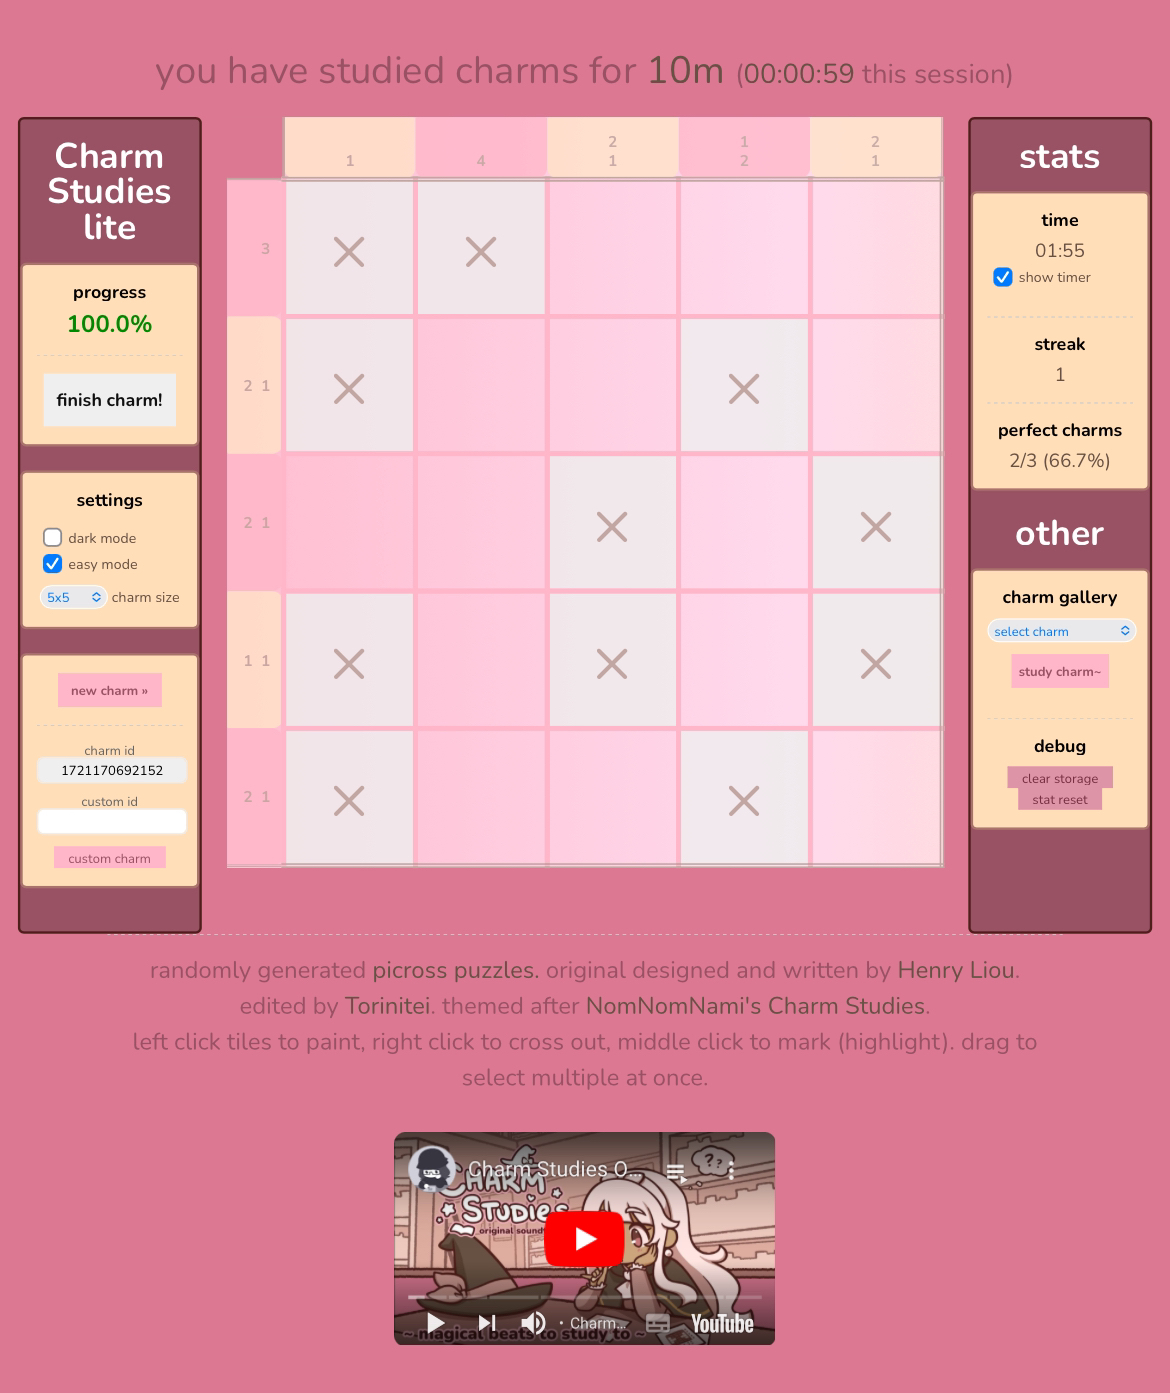 you have studied charms for 10m (00:00:59 this session)
Charm
Studies
lite
progress
100.0%
finish charm!
settings
dark mode
easy mode
5x5 charm size
new charm »
charm id
1721170692152
custom id
custom charm
1 4 2 1 1 2 2 1
3
2 1
2 1
1 1
2 1
stats
time
01:55
show timer
streak
1
perfect charms
2/3 (66.7%)
other
charm gallery
select charm
study charm~
debug
clear storage
stat reset
randomly generated picross puzzles. original designed and written by Henry Liou.
edited by Torinitei. themed after NomNomNami's Charm Studies.
left click tiles to paint, right click to cross out, middle click to mark (highlight). drag to
select multiple at once.
Charm Studies O...
CHARM
STUDIES
??
• Charm...
YouTube
~ magical beats to study to ~